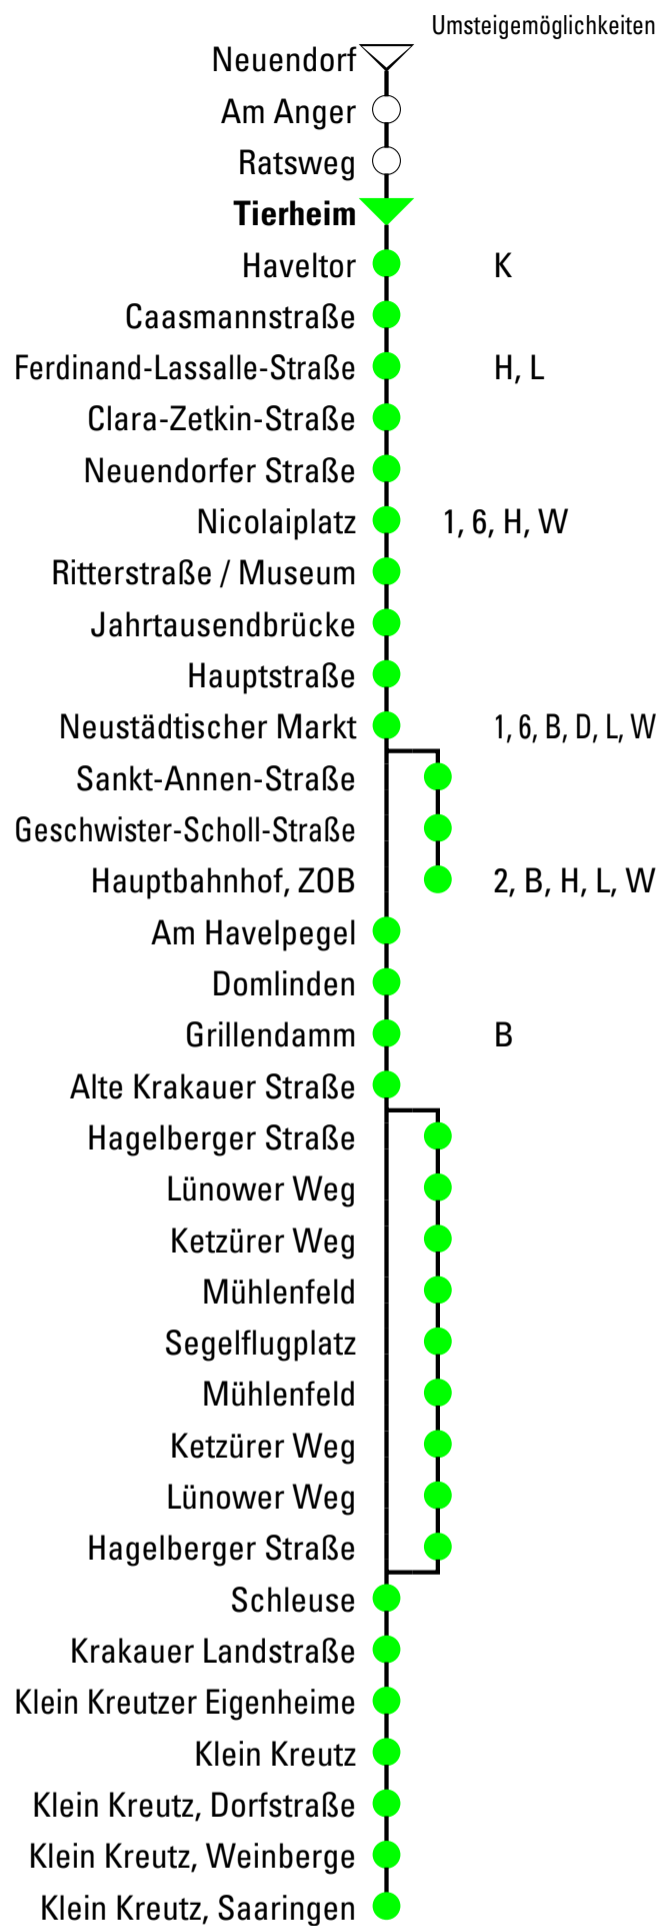 Umsteigemöglichkeiten
Neuendorf
Am Anger
Ratsweg
Tierheim
Haveltor K
Caasmannstraße
Ferdinand-Lassalle-Straße H, L
Clara-Zetkin-Straße
Neuendorfer Straße
Nicolaiplatz 1, 6, H, W
Ritterstraße / Museum
Jahrtausendbrücke
Hauptstraße
Neustädtischer Markt 1, 6, B, D, L, W
Sankt-Annen-Straße
Geschwister-Scholl-Straße
Hauptbahnhof, ZOB 2, B, H, L, W
Am Havelpegel
Domlinden
Grillendamm B
Alte Krakauer Straße
Hagelberger Straße
Lünower Weg
Ketzürer Weg
Mühlenfeld
Segelflugplatz
Mühlenfeld
Ketzürer Weg
Lünower Weg
Hagelberger Straße
Schleuse
Krakauer Landstraße
Klein Kreutzer Eigenheime
Klein Kreutz
Klein Kreutz, Dorfstraße
Klein Kreutz, Weinberge
Klein Kreutz, Saaringen